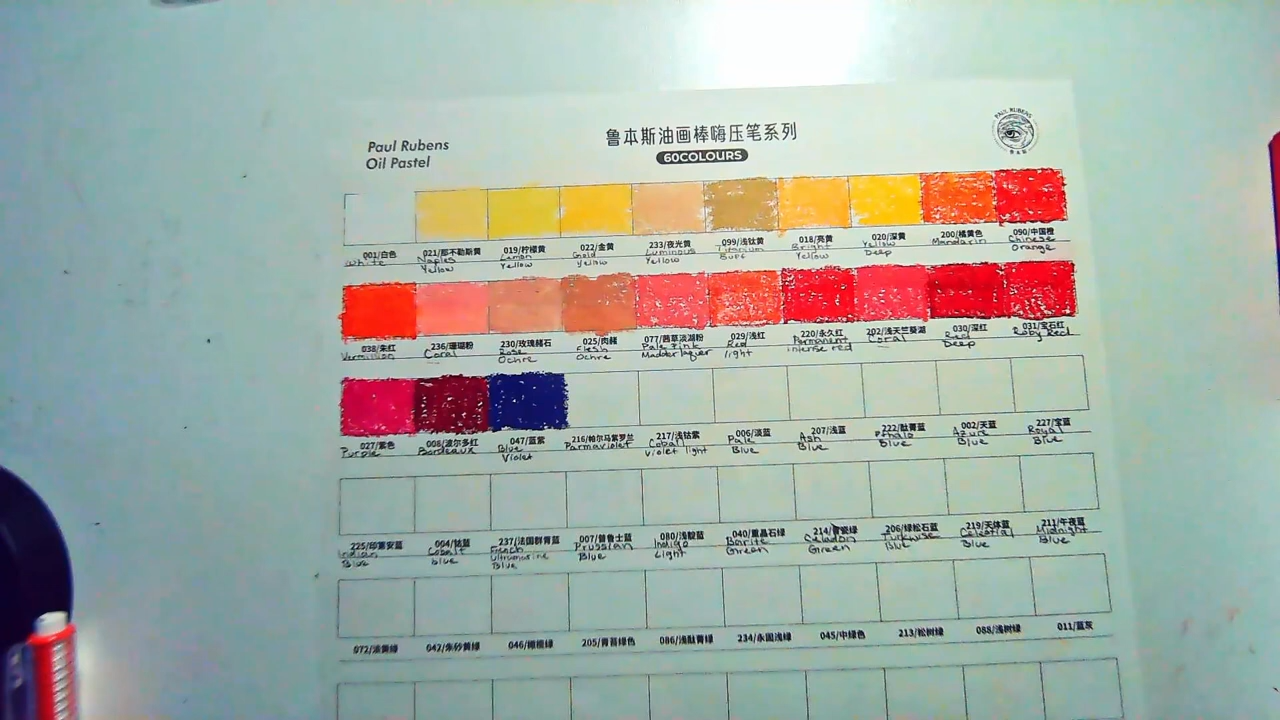 Paul Rubens
Oil Pastel
鲁本斯油画棒嗨压笔系列
60COLOURS
PAUL RUBENS
001/白色 021/那不勒斯黄 019/柠檬黄 022/金黄 233/夜光黄 099/浅钛黄 018/亮黄 020/深黄 200/橘黄色 090/中国橙
White Naples Lemon Gold Luminous Titanium Bright Yellow Mandarin Chinese
Yellow Yellow Yellow Yellow Buff Yellow Deep Orange
038/朱红 236/珊瑚粉 230/玫瑰赭石 025/肉赭 077/茜草淡湖粉 029/浅红 220/永久红 202/浅天竺葵湖 030/深红 031/宝石红
Vermillion Coral Rose Flesh Pale Pink Red Permanent Coral Red Ruby Red
Ochre Ochre Madder laquer light intense red Deep
027/紫色 008/波尔多红 047/蓝紫 216/帕尔马紫罗兰 217/浅钴紫 006/淡蓝 207/浅蓝 222/酞菁蓝 002/天蓝 227/宝蓝
Purple Bordeaux Blue Parmaviolet Cobalt Pale Ash Phalo Azure Royal
Violet Violet light Blue Blue Blue Blue Blue
225/印塞安蓝 004/钴蓝 237/法国群青蓝 007/普鲁士蓝 080/浅靛蓝 040/重晶石绿 214/青瓷绿 206/绿松石蓝 219/天体蓝 211/午夜蓝
Indian Cobalt French Prussian Indigo Barite Celadon Turkwise Celestial Midnight
Blue blue Ultramarine Blue Light Green Green Blue Blue Blue
Blue
072/浓黄绿 042/朱砂黄绿 046/橄榄绿 205/青苔绿色 086/浅酞菁绿 234/永固浅绿 045/中绿色 213/松树绿 088/浅树绿 011/蓝灰